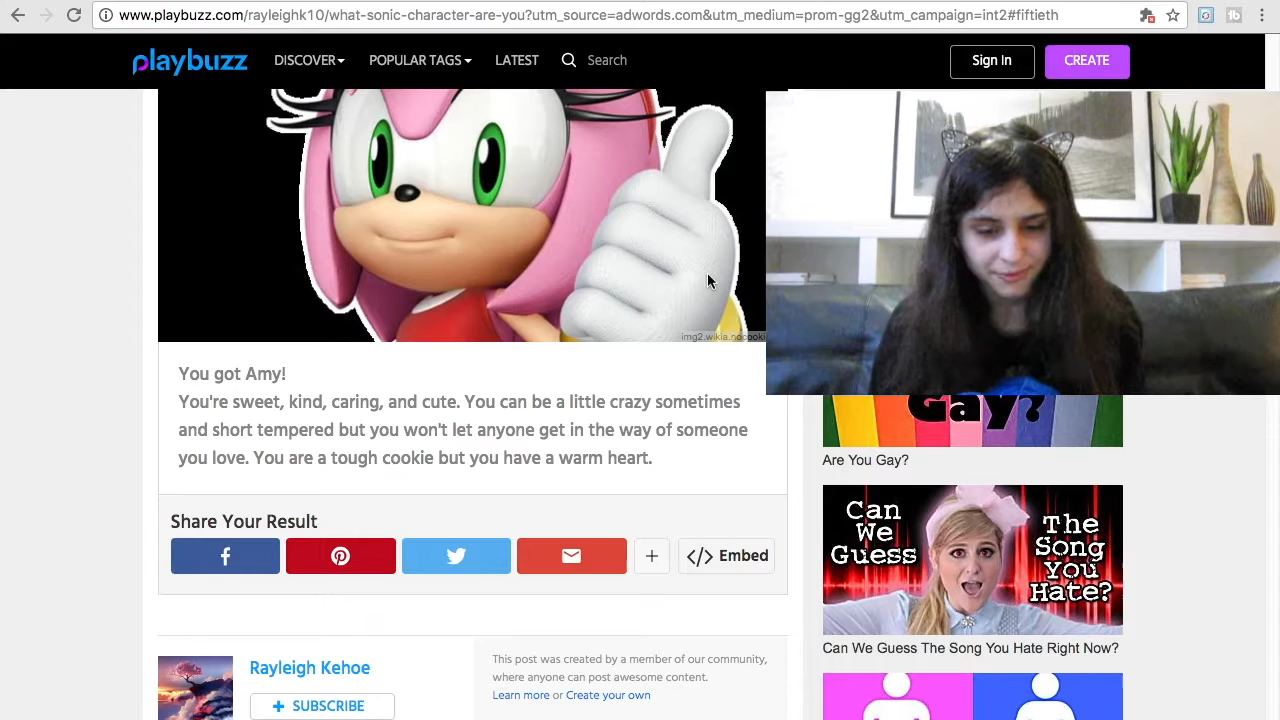 www.playbuzz.com/rayleighk10/what-sonic-character-are-you?utm_source=adwords.com&utm_medium=prom-gg2&utm_campaign=int2#fiftieth
playbuzz DISCOVER POPULAR TAGS LATEST Search Sign In CREATE
img2.wikia.nocooki
You got Amy!
You're sweet, kind, caring, and cute. You can be a little crazy sometimes
and short tempered but you won't let anyone get in the way of someone
you love. You are a tough cookie but you have a warm heart.
Share Your Result
+ </> Embed
Rayleigh Kehoe
+ SUBSCRIBE
This post was created by a member of our community,
where anyone can post awesome content.
Learn more or Create your own
Gay?
Are You Gay?
Can
We
Guess
The
Song
You
Hate?
Can We Guess The Song You Hate Right Now?